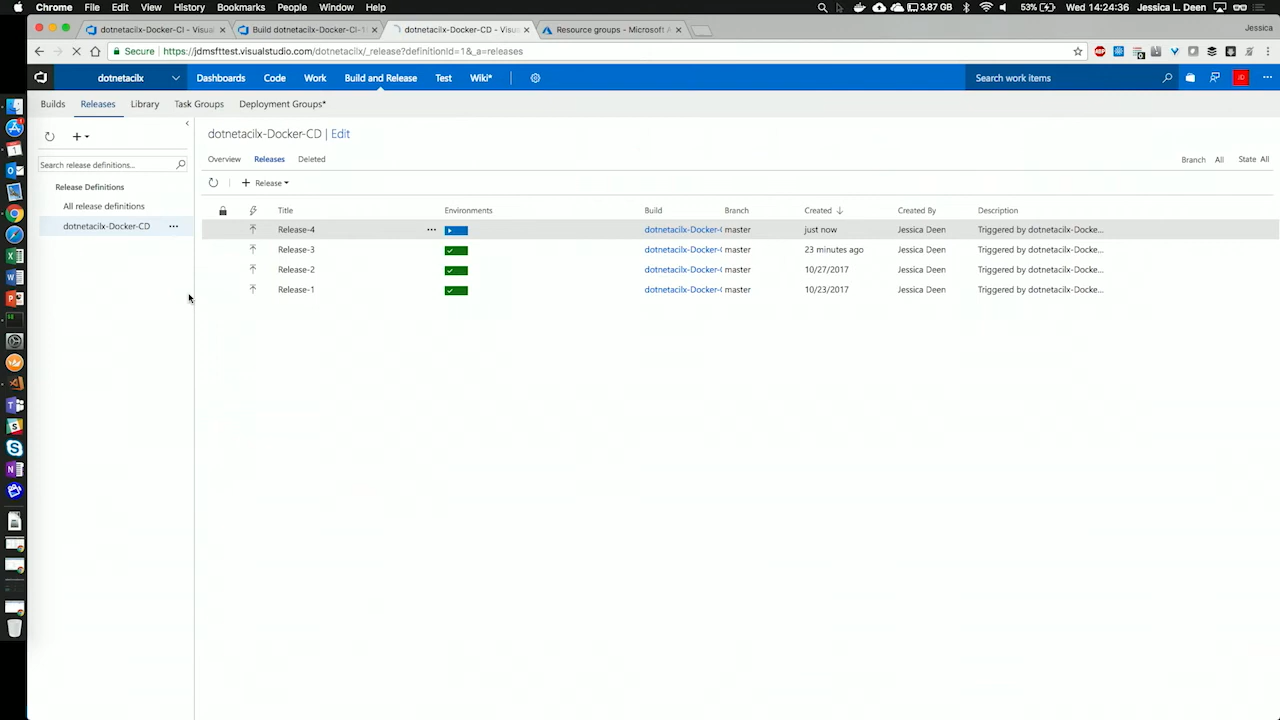 Chrome File Edit View History Bookmarks People Window Help 3.87 GB 53% Wed 14:24:36 Jessica L Deen
dotnetacilx-Docker-CI - Visual Build dotnetacilx-Docker-CI-1 dotnetacilx-Docker-CD - Visu Resource groups - Microsoft A Jessica
Secure https://jdmsfttest.visualstudio.com/dotnetacilx/_release?definitionId=1&_a=releases
dotnetacilx Dashboards Code Work Build and Release Test Wiki* Search work items JD
Builds Releases Library Task Groups Deployment Groups*
dotnetacilx-Docker-CD | Edit
Search release definitions...
Overview Releases Deleted Branch All State All
Release Definitions
+ Release
All release definitions
Title Environments Build Branch Created Created By Description
dotnetacilx-Docker-CD ...
Release-4 ... dotnetacilx-Docker-( master just now Jessica Deen Triggered by dotnetacilx-Docke...
Release-3 dotnetacilx-Docker-( master 23 minutes ago Jessica Deen Triggered by dotnetacilx-Docke...
Release-2 dotnetacilx-Docker-( master 10/27/2017 Jessica Deen Triggered by dotnetacilx-Docke...
Release-1 dotnetacilx-Docker-( master 10/23/2017 Jessica Deen Triggered by dotnetacilx-Docke...